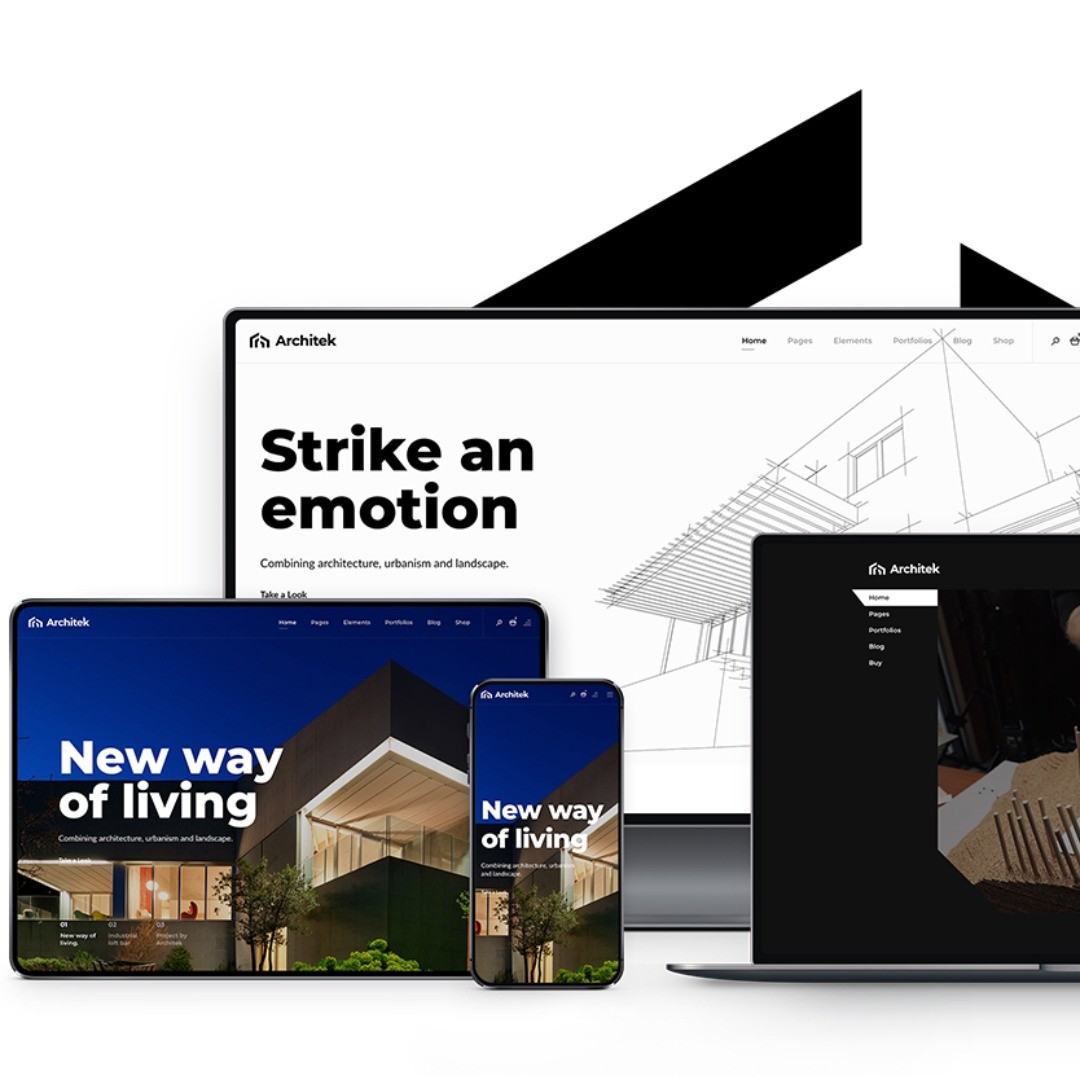 Architek
Home Pages Elements Portfolios Blog Shop
Strike an
emotion
Combining architecture, urbanism and landscape.
Take a Look
Architek
Home Pages Elements Portfolios Blog Shop
New way
of living
Combining architecture, urbanism and landscape.
Take a Look
01 02 03
New way of Industrial Project by
living. loft bar Architek
Architek
New way
of living
Combining architecture, urbanism
and landscape.
Architek
Home
Pages
Portfolios
Blog
Buy